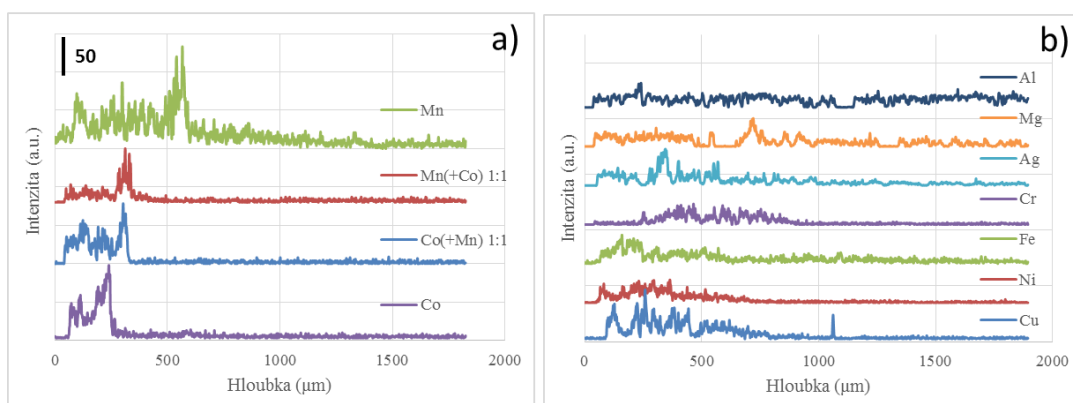 a)
50
Mn
Mn(+Co) 1:1
Co(+Mn) 1:1
Co
Intenzita (a.u.)
0 500 1000 1500 2000
Hloubka (µm)
b)
Al
Mg
Ag
Cr
Fe
Ni
Cu
Intenzita (a.u.)
0 500 1000 1500 2000
Hloubka (µm)